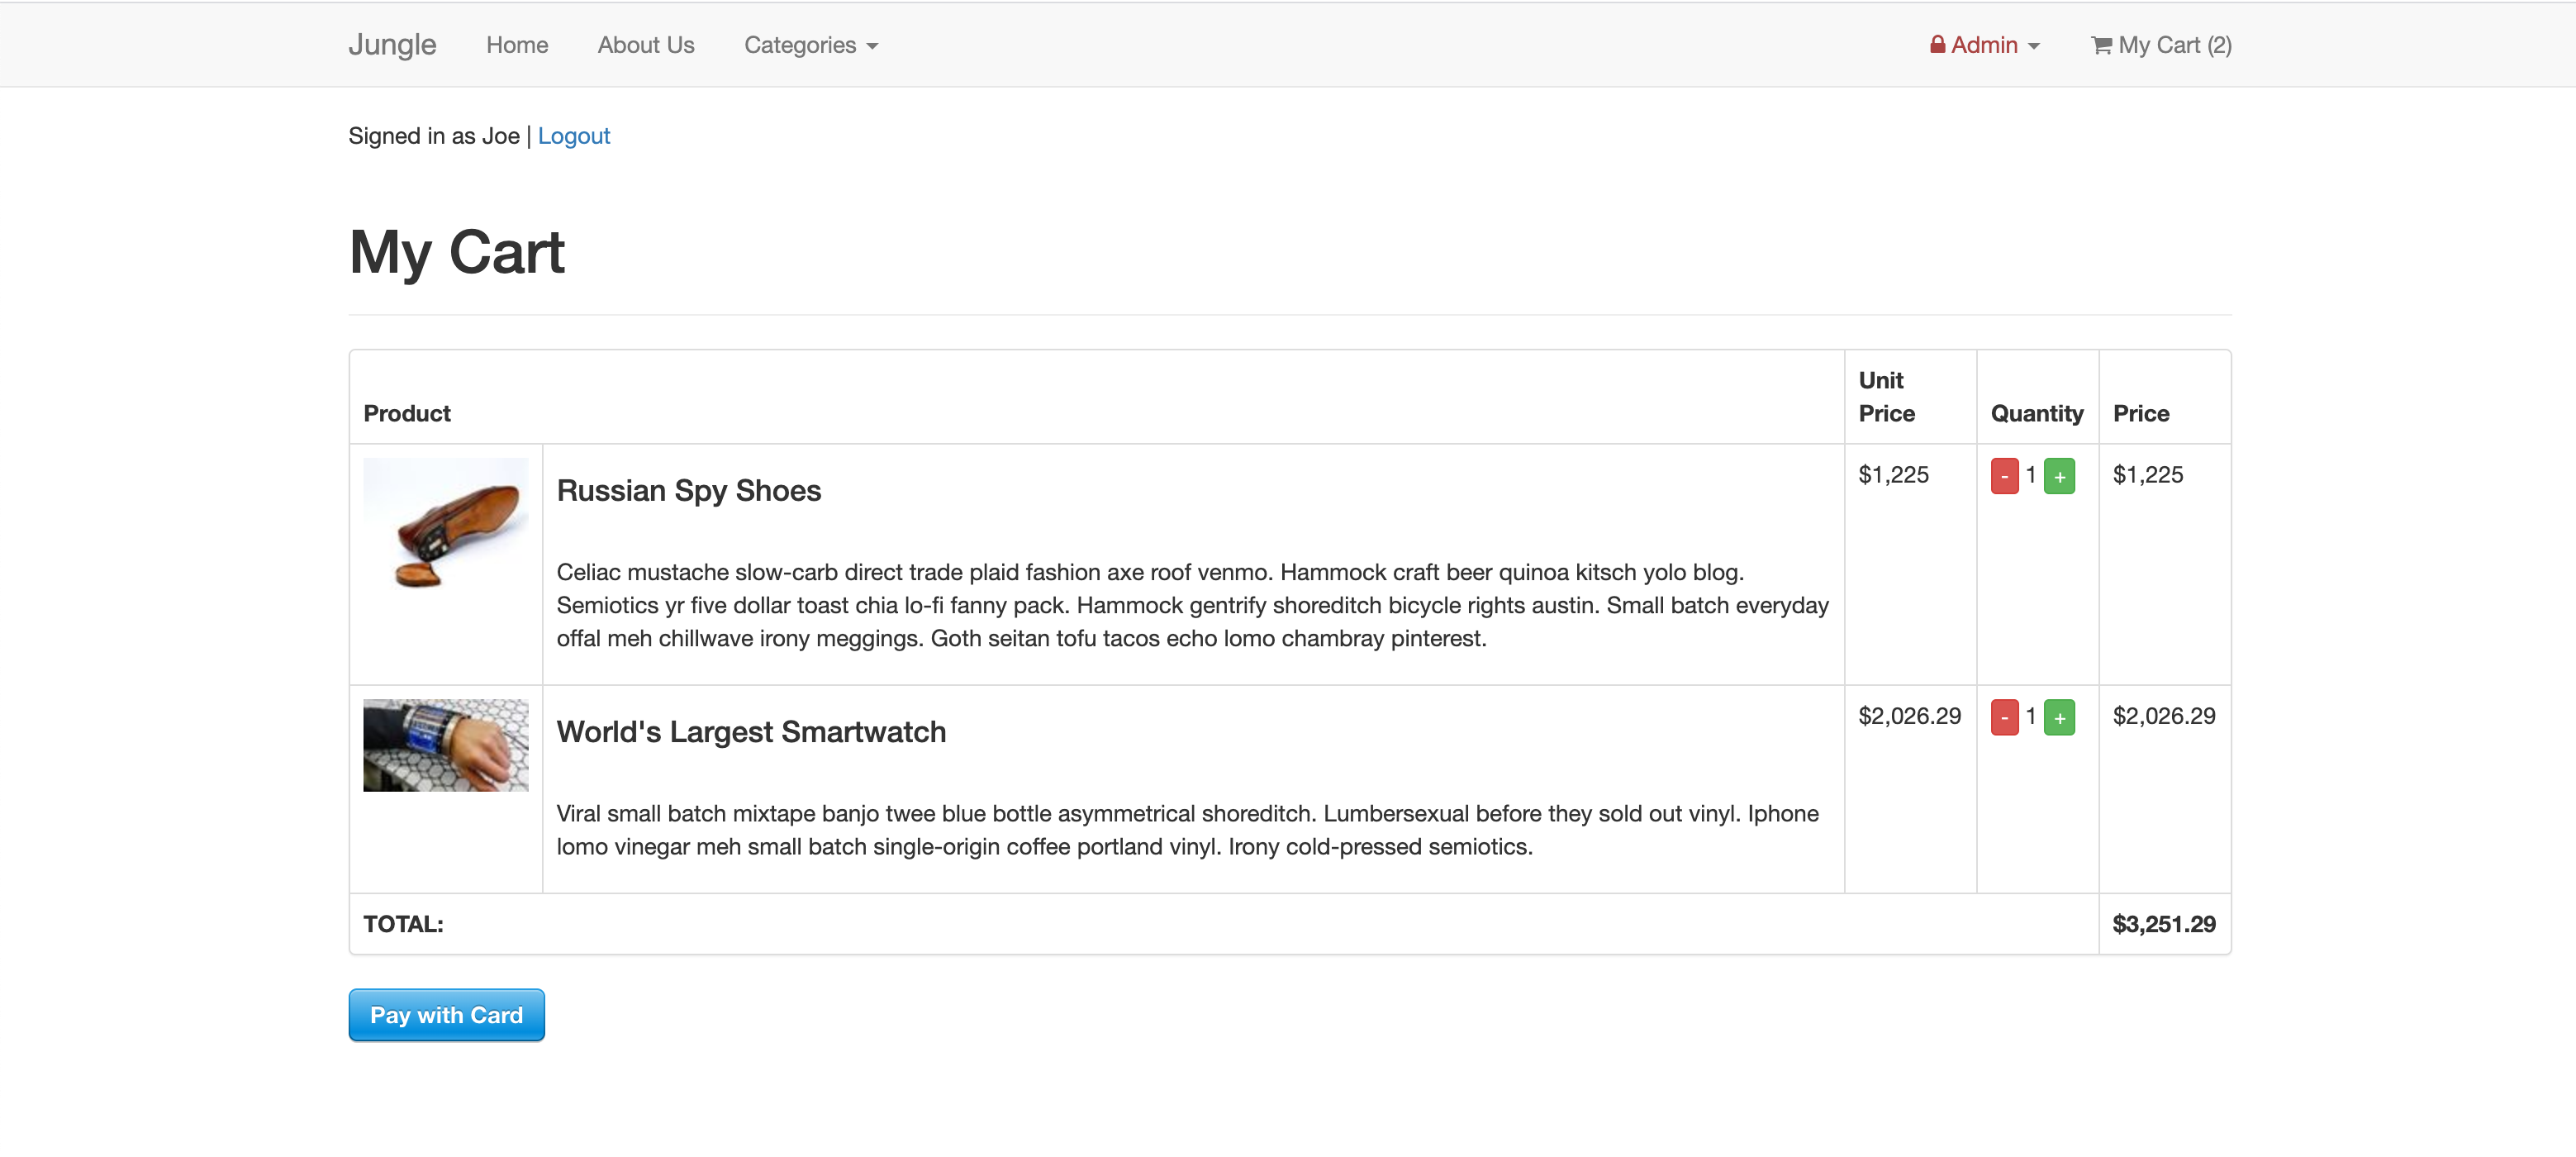 Jungle Home About Us Categories Admin My Cart (2)
Signed in as Joe | Logout
My Cart
Product Unit Price Quantity Price
Russian Spy Shoes $1,225 - 1 + $1,225
Celiac mustache slow-carb direct trade plaid fashion axe roof venmo. Hammock craft beer quinoa kitsch yolo blog.
Semiotics yr five dollar toast chia lo-fi fanny pack. Hammock gentrify shoreditch bicycle rights austin. Small batch everyday
offal meh chillwave irony meggings. Goth seitan tofu tacos echo lomo chambray pinterest.
World's Largest Smartwatch $2,026.29 - 1 + $2,026.29
Viral small batch mixtape banjo twee blue bottle asymmetrical shoreditch. Lumbersexual before they sold out vinyl. Iphone
lomo vinegar meh small batch single-origin coffee portland vinyl. Irony cold-pressed semiotics.
TOTAL: $3,251.29
Pay with Card